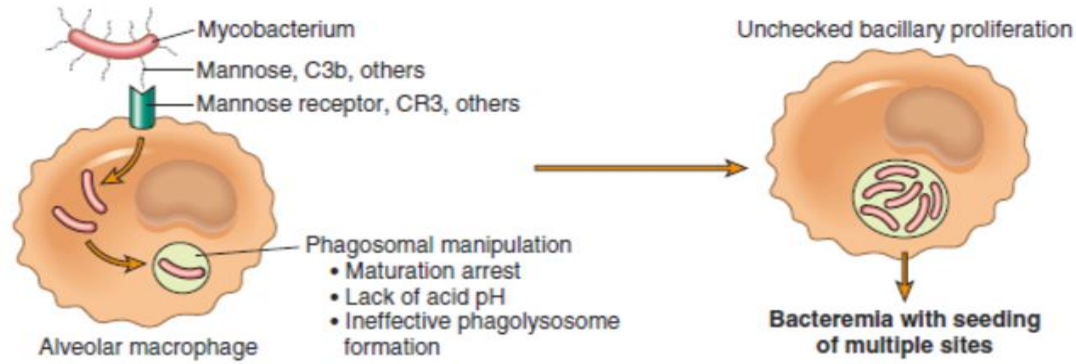 Mycobacterium
Mannose, C3b, others
Mannose receptor, CR3, others
Phagosomal manipulation
• Maturation arrest
• Lack of acid pH
• Ineffective phagolysosome
formation
Alveolar macrophage
Unchecked bacillary proliferation
Bacteremia with seeding
of multiple sites